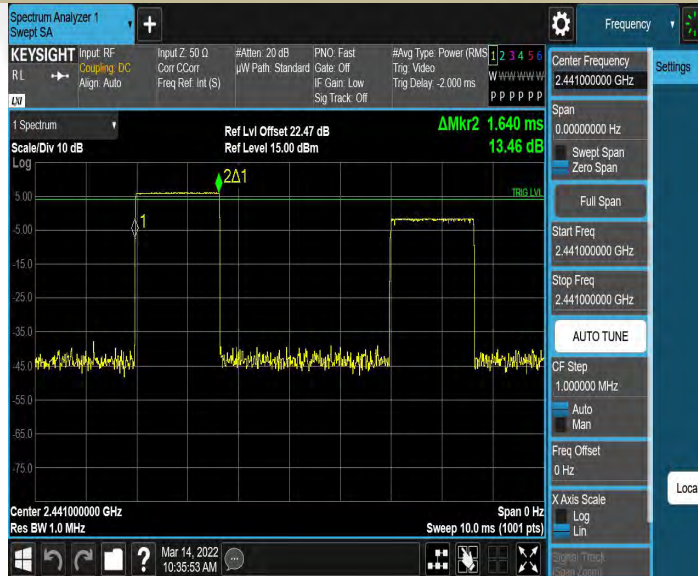 Spectrum Analyzer 1
Swept SA
Frequency
KEYSIGHT
RL
LXI
Input: RF
Coupling: DC
Align: Auto
Input Z: 50 Ω
Corr CCorr
Freq Ref: Int (S)
#Atten: 20 dB
µW Path: Standard
PNO: Fast
Gate: Off
IF Gain: Low
Sig Track: Off
#Avg Type: Power (RMS
Trig: Video
Trig Delay: -2.000 ms
1 2 3 4 5 6
W W W W W W
P P P P P P
1 Spectrum
Scale/Div 10 dB
Log
Ref Lvl Offset 22.47 dB
Ref Level 15.00 dBm
ΔMkr2 1.640 ms
13.46 dB
2Δ1
1
TRIG LVL
5.00
-5.00
-15.0
-25.0
-35.0
-45.0
-55.0
-65.0
-75.0
Center 2.441000000 GHz
Res BW 1.0 MHz
Span 0 Hz
Sweep 10.0 ms (1001 pts)
Mar 14, 2022
10:35:53 AM
?
Center Frequency
2.441000000 GHz
Span
0.00000000 Hz
Swept Span
Zero Span
Full Span
Start Freq
2.441000000 GHz
Stop Freq
2.441000000 GHz
AUTO TUNE
CF Step
1.000000 MHz
Auto
Man
Freq Offset
0 Hz
X Axis Scale
Log
Lin
Signal Track
(Span Zoom)
Settings
Loca